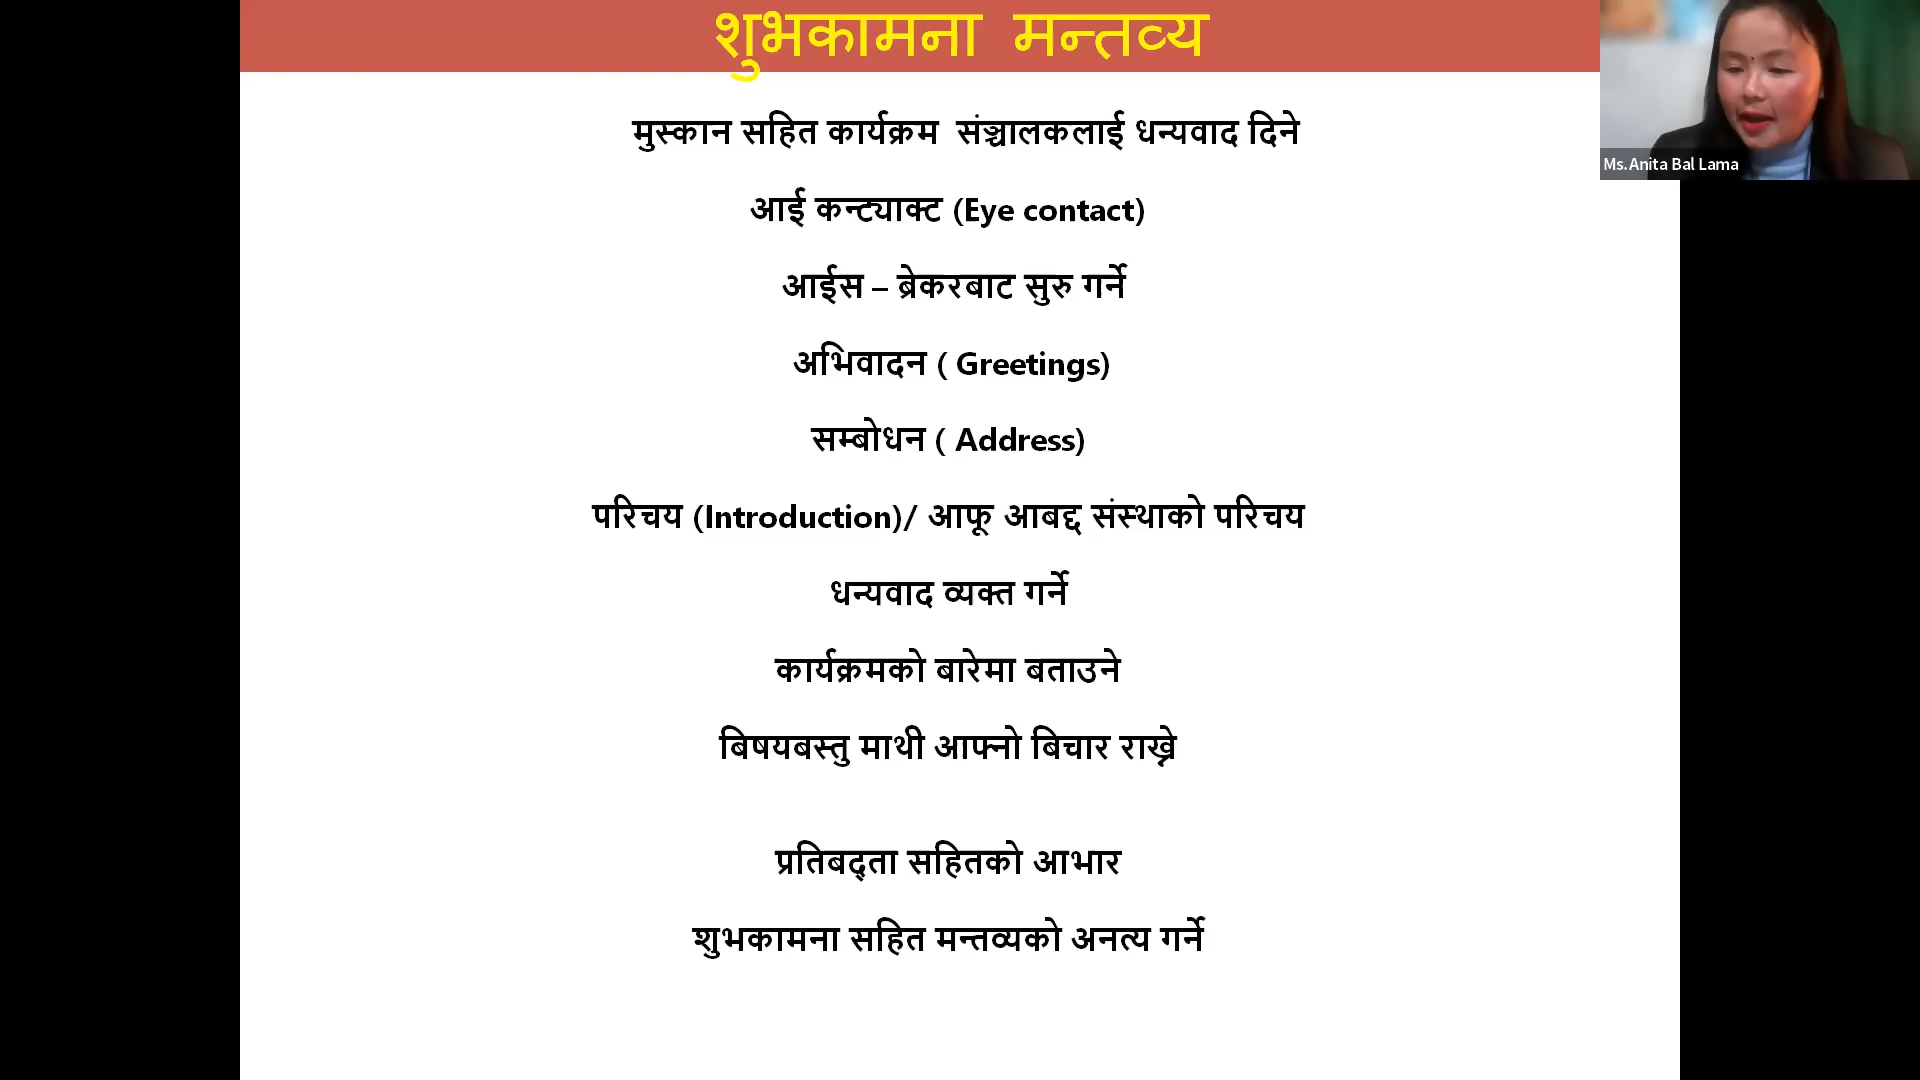 शुभकामना मन्तव्य
मुस्कान सहित कार्यक्रम संञ्चालकलाई धन्यवाद दिने
आई कन्ट्याक्ट (Eye contact)
आईस – ब्रेकरबाट सुरु गर्ने
अभिवादन ( Greetings)
सम्बोधन ( Address)
परिचय (Introduction)/ आफू आबद्द संस्थाको परिचय
धन्यवाद व्यक्त गर्ने
कार्यक्रमको बारेमा बताउने
बिषयबस्तु माथी आफ्नो बिचार राख्ने
प्रतिबद्ता सहितको आभार
शुभकामना सहित मन्तव्यको अनत्य गर्ने
Ms.Anita Bal Lama